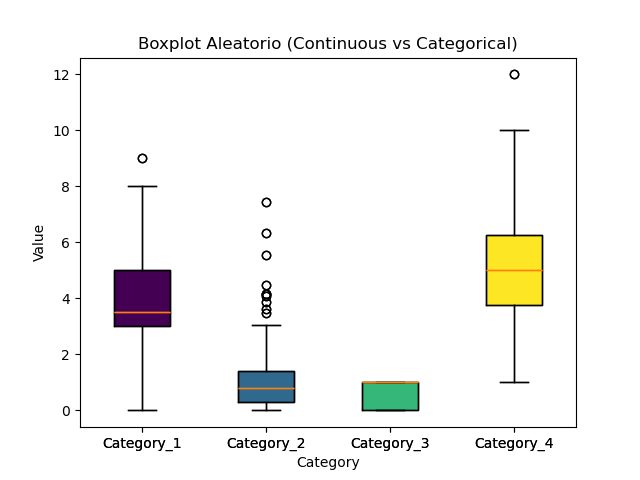 Boxplot Aleatorio (Continuous vs Categorical)
12
10
8
6
4
2
0
Value
Category_1 Category_2 Category_3 Category_4
Category